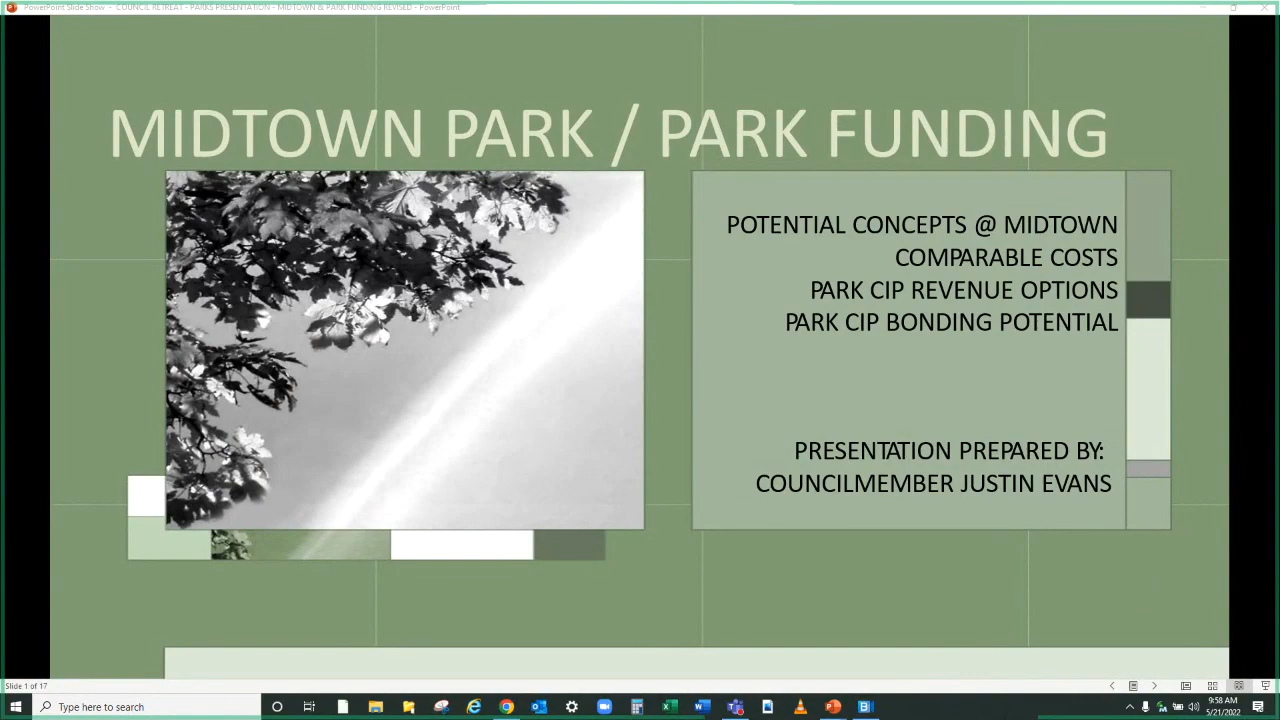 PowerPoint Slide Show - COUNCIL RETREAT - PARKS PRESENTATION - MIDTOWN & PARK FUNDING REVISED - PowerPoint
MIDTOWN PARK / PARK FUNDING
POTENTIAL CONCEPTS @ MIDTOWN
COMPARABLE COSTS
PARK CIP REVENUE OPTIONS
PARK CIP BONDING POTENTIAL
PRESENTATION PREPARED BY:
COUNCILMEMBER JUSTIN EVANS
Slide 1 of 17
Type here to search
9:58 AM
5/21/2022